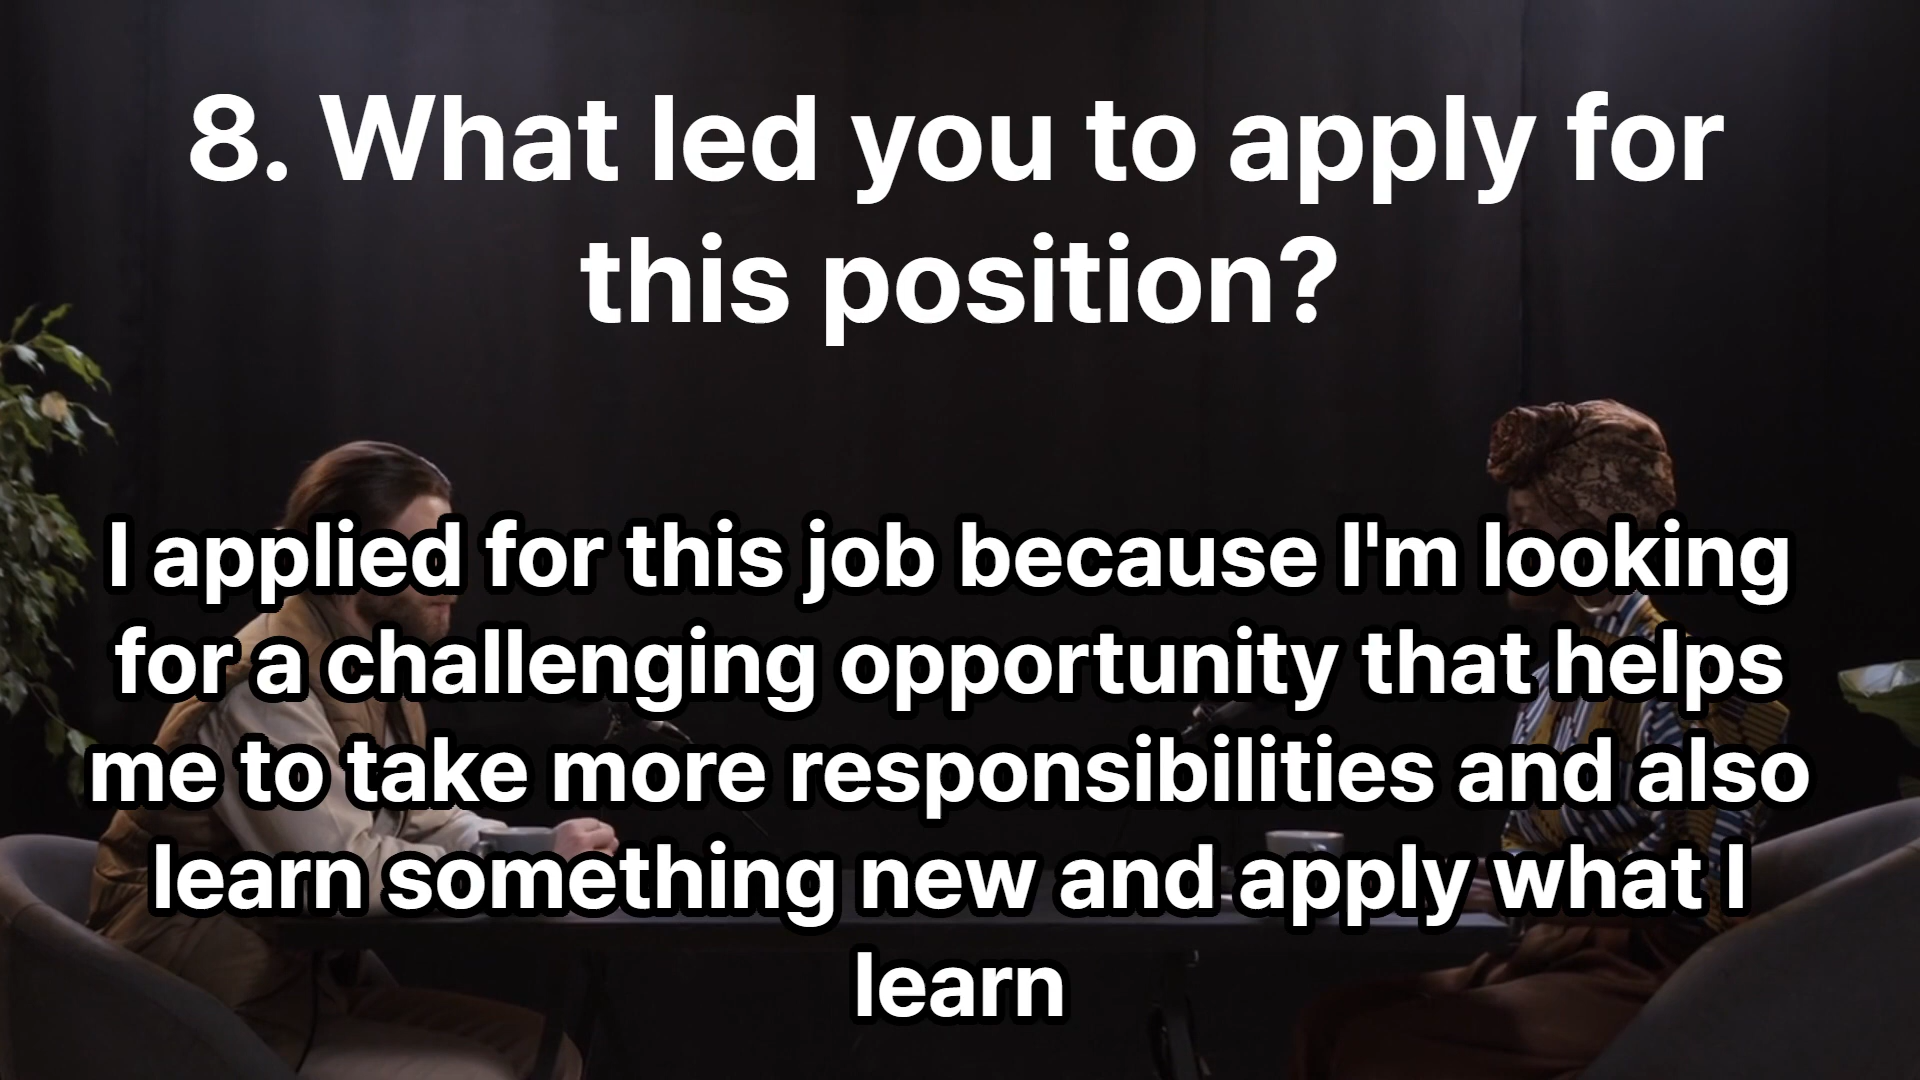 8. What led you to apply for
this position?
I applied for this job because I'm looking
for a challenging opportunity that helps
me to take more responsibilities and also
learn something new and apply what I
learn